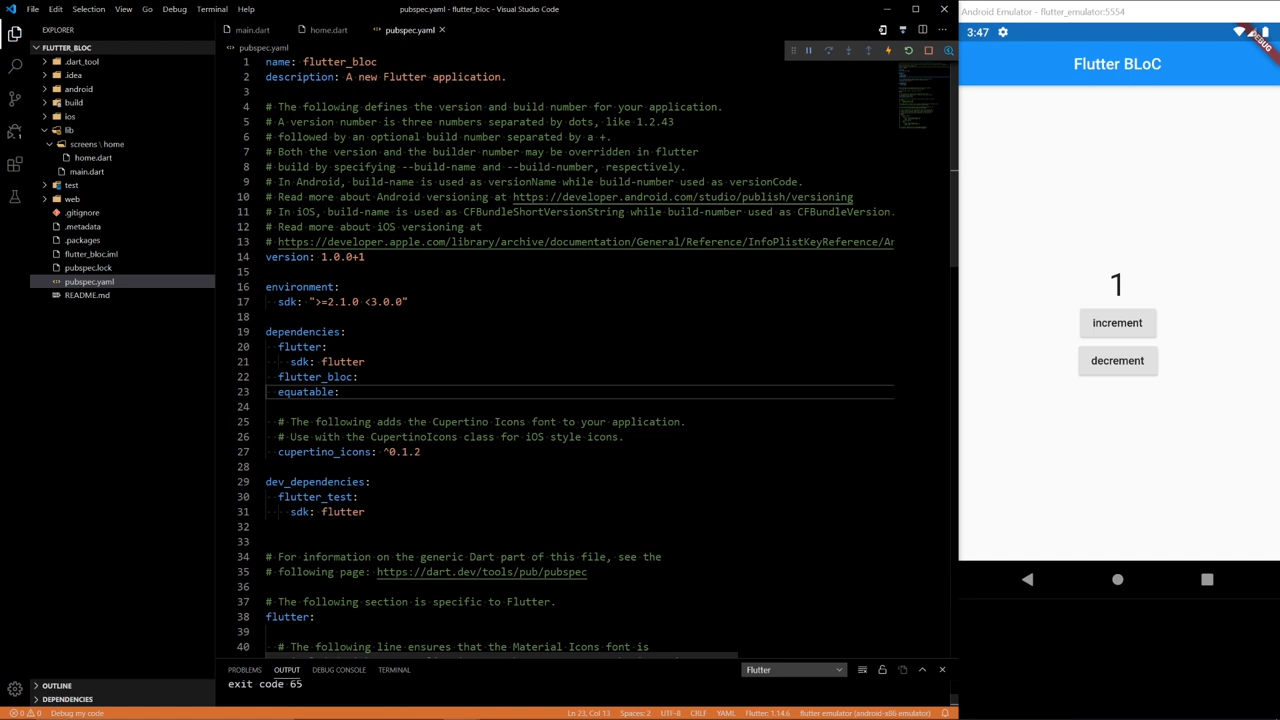 File Edit Selection View Go Debug Terminal Help
pubspec.yaml - flutter_bloc - Visual Studio Code
Android Emulator - flutter_emulator:5554
EXPLORER
FLUTTER_BLOC
.dart_tool
.idea
android
build
ios
lib
screens \ home
home.dart
main.dart
test
web
.gitignore
.metadata
.packages
flutter_bloc.iml
pubspec.lock
pubspec.yaml
README.md
OUTLINE
DEPENDENCIES
main.dart
home.dart
pubspec.yaml
pubspec.yaml
1 name: flutter_bloc
2 description: A new Flutter application.
3
4 # The following defines the version and build number for your application.
5 # A version number is three numbers separated by dots, like 1.2.43
6 # followed by an optional build number separated by a +.
7 # Both the version and the builder number may be overridden in flutter
8 # build by specifying --build-name and --build-number, respectively.
9 # In Android, build-name is used as versionName while build-number used as versionCode.
10 # Read more about Android versioning at https://developer.android.com/studio/publish/versioning
11 # In iOS, build-name is used as CFBundleShortVersionString while build-number used as CFBundleVersion.
12 # Read more about iOS versioning at
13 # https://developer.apple.com/library/archive/documentation/General/Reference/InfoPlistKeyReference/Ar
14 version: 1.0.0+1
15
16 environment:
17 sdk: ">=2.1.0 <3.0.0"
18
19 dependencies:
20 flutter:
21 sdk: flutter
22 flutter_bloc:
23 equatable:
24
25 # The following adds the Cupertino Icons font to your application.
26 # Use with the CupertinoIcons class for iOS style icons.
27 cupertino_icons: ^0.1.2
28
29 dev_dependencies:
30 flutter_test:
31 sdk: flutter
32
33
34 # For information on the generic Dart part of this file, see the
35 # following page: https://dart.dev/tools/pub/pubspec
36
37 # The following section is specific to Flutter.
38 flutter:
39
40 # The following line ensures that the Material Icons font is
PROBLEMS OUTPUT DEBUG CONSOLE TERMINAL
Flutter
exit code 65
0 0 Debug my code
Ln 23, Col 13 Spaces: 2 UTF-8 CRLF YAML Flutter: 1.14.6 flutter emulator (android-x86 emulator)
3:47
DEBUG
Flutter BLoC
1
increment
decrement